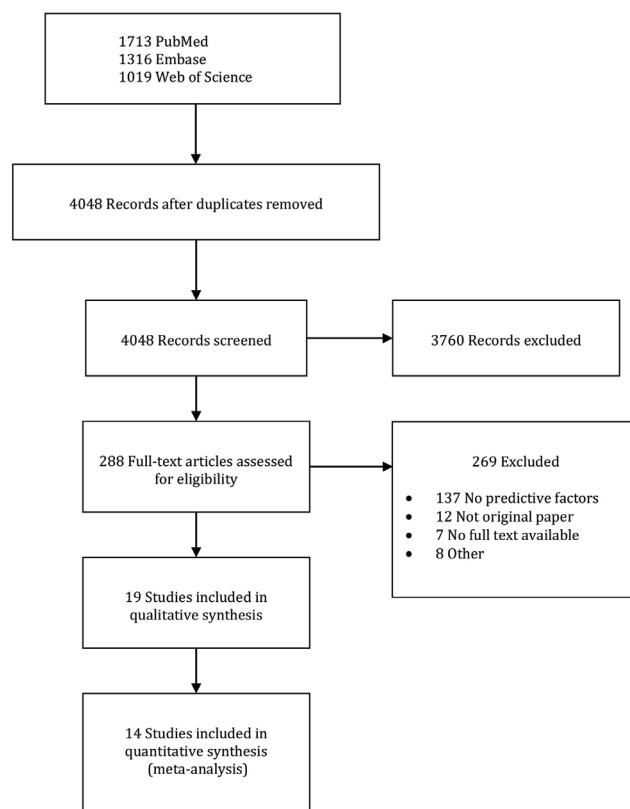 1713 PubMed
1316 Embase
1019 Web of Science
4048 Records after duplicates removed
4048 Records screened
3760 Records excluded
288 Full-text articles assessed
for eligibility
269 Excluded
• 137 No predictive factors
• 12 Not original paper
• 7 No full text available
• 8 Other
19 Studies included in
qualitative synthesis
14 Studies included in
quantitative synthesis
(meta-analysis)